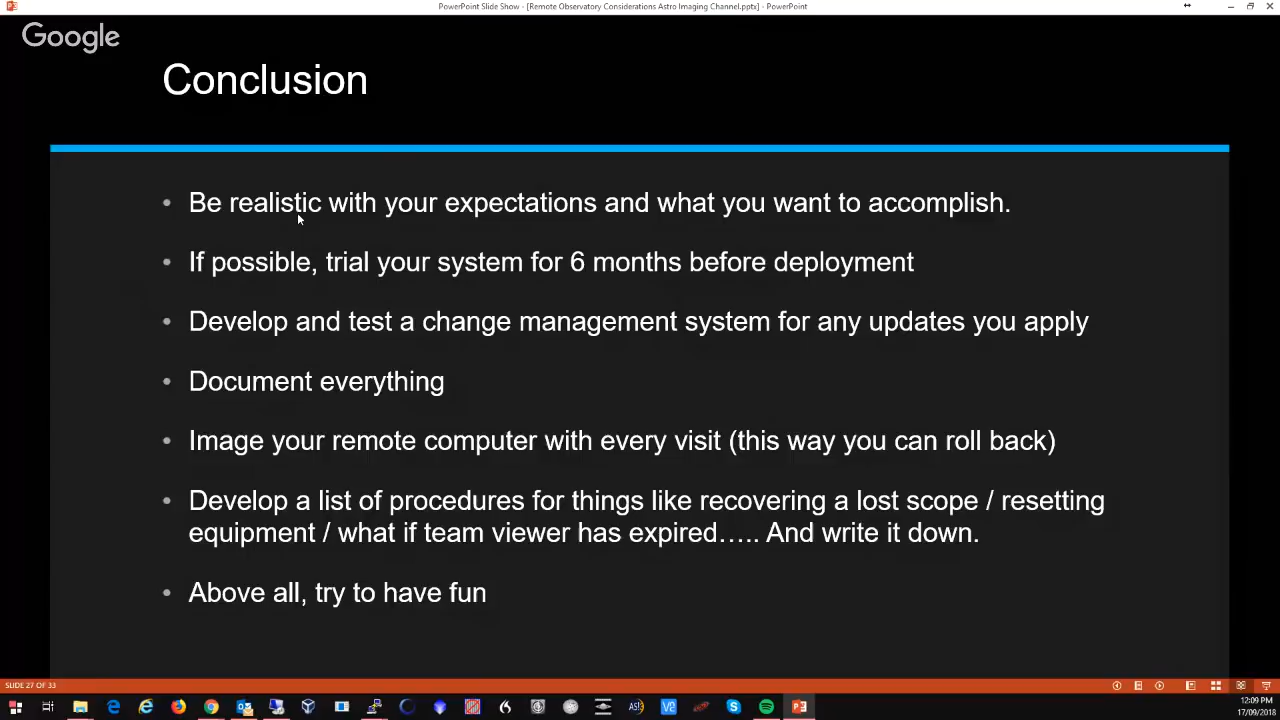 PowerPoint Slide Show - [Remote Observatory Considerations Astro Imaging Channel.pptx] - PowerPoint
Google
Conclusion
• Be realistic with your expectations and what you want to accomplish.
• If possible, trial your system for 6 months before deployment
• Develop and test a change management system for any updates you apply
• Document everything
• Image your remote computer with every visit (this way you can roll back)
• Develop a list of procedures for things like recovering a lost scope / resetting
equipment / what if team viewer has expired….. And write it down.
• Above all, try to have fun
SLIDE 27 OF 33
12:09 PM
17/09/2018